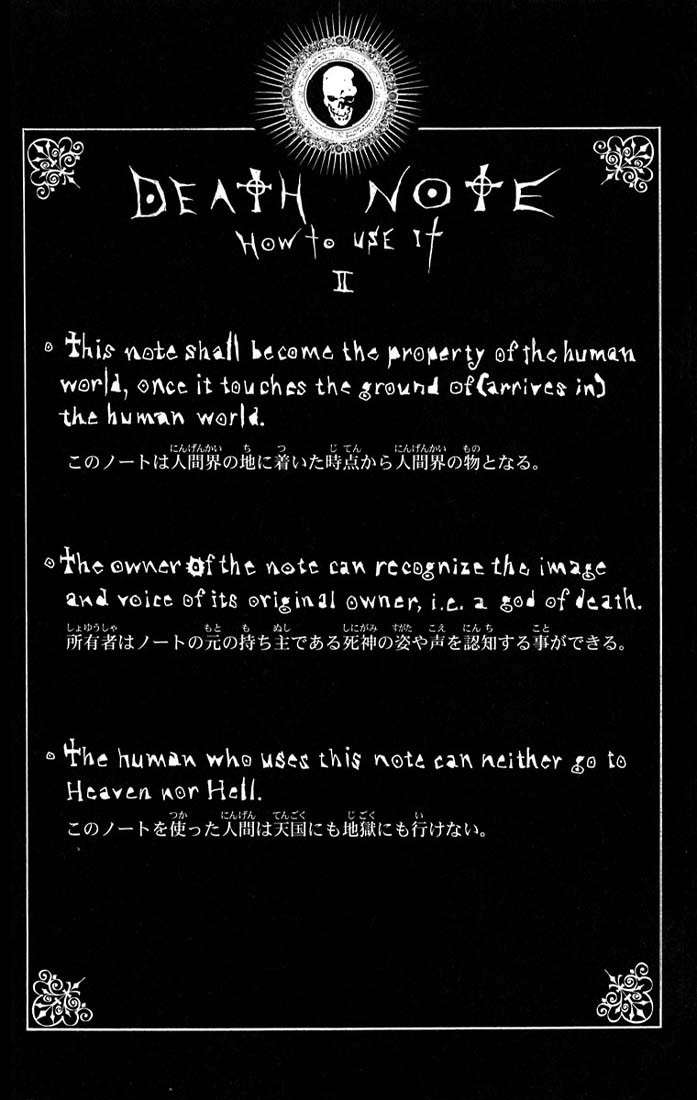 DEATH NOTE
HOW to USE It
II
This note shall become the property of the human
world, once it touches the ground of (arrives in)
the human world.
このノートは人間界の地に着いた時点から人間界の物となる。
The owner of the note can recognize the image
and voice of its original owner, i.e. a god of death.
所有者はノートの元の持ち主である死神の姿や声を認知する事ができる。
The human who uses this note can neither go to
Heaven nor Hell.
このノートを使った人間は天国にも地獄にも行けない。